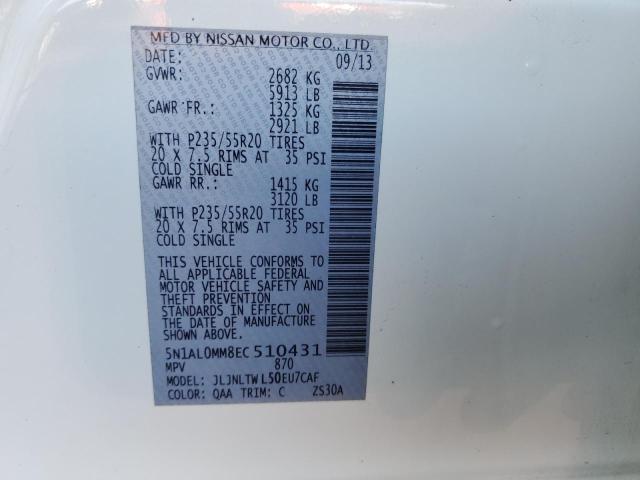 MFD BY NISSAN MOTOR CO., LTD.
DATE: 09/13
GVWR: 2682 KG
5913 LB
GAWR FR.: 1325 KG
2921 LB
WITH P235/55R20 TIRES
20 X 7.5 RIMS AT 35 PSI
COLD SINGLE
GAWR RR.: 1415 KG
3120 LB
WITH P235/55R20 TIRES
20 X 7.5 RIMS AT 35 PSI
COLD SINGLE
THIS VEHICLE CONFORMS TO
ALL APPLICABLE FEDERAL
MOTOR VEHICLE SAFETY AND
THEFT PREVENTION
STANDARDS IN EFFECT ON
THE DATE OF MANUFACTURE
SHOWN ABOVE.
5N1AL0MM8EC510431
MPV 870
MODEL: JLJNLTWL50EU7CAF
COLOR: QAA TRIM: C ZS30A